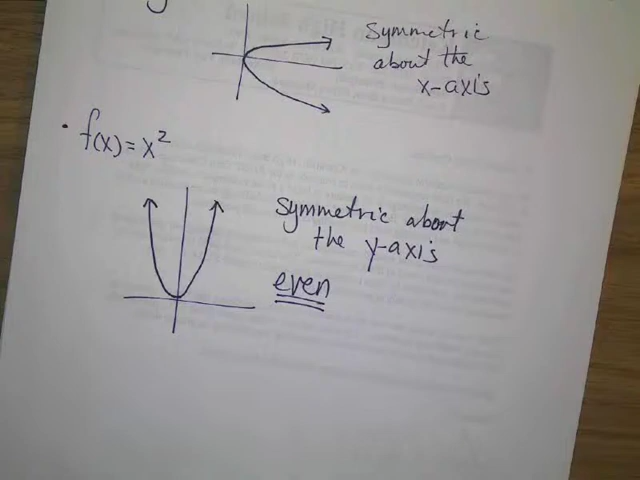 Symmetric
about the
x-axis
• f(x) = x²
Symmetric about
the y-axis
even